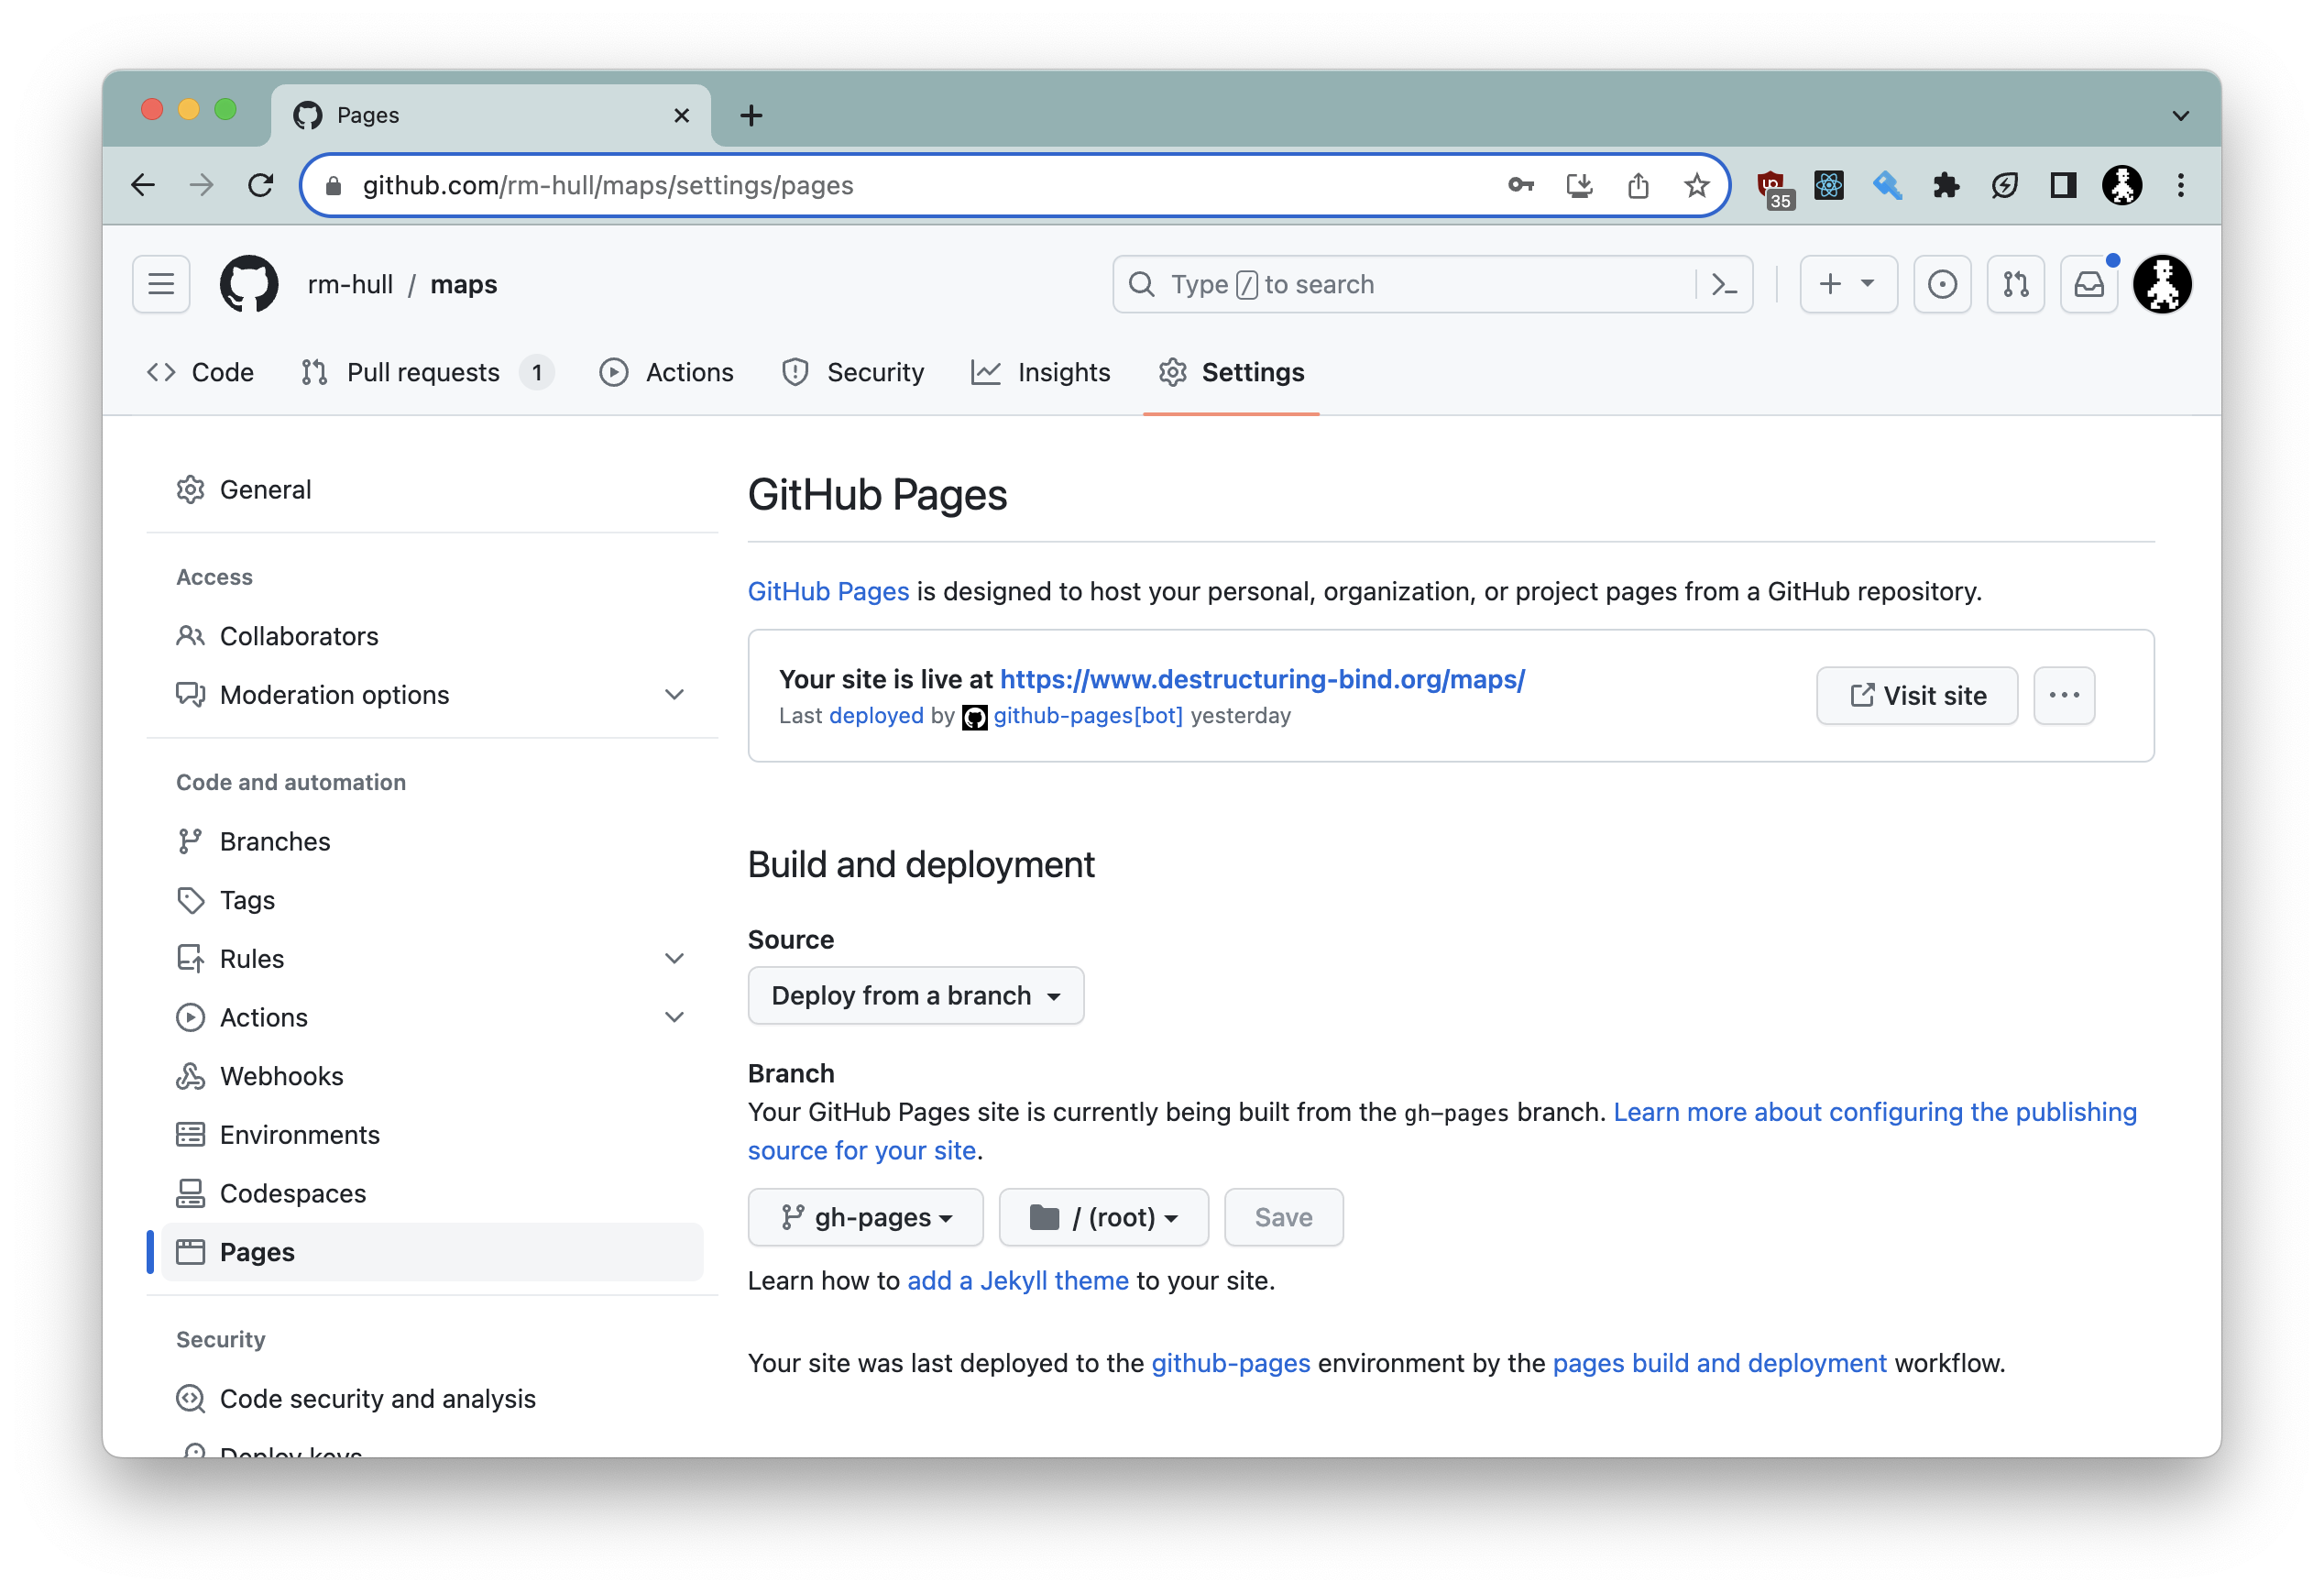 Pages
github.com/rm-hull/maps/settings/pages
35
rm-hull / maps
Type / to search
Code
Pull requests 1
Actions
Security
Insights
Settings
General
Access
Collaborators
Moderation options
Code and automation
Branches
Tags
Rules
Actions
Webhooks
Environments
Codespaces
Pages
Security
Code security and analysis
Deploy keys
GitHub Pages
GitHub Pages is designed to host your personal, organization, or project pages from a GitHub repository.
Your site is live at https://www.destructuring-bind.org/maps/
Last deployed by github-pages[bot] yesterday
Visit site
Build and deployment
Source
Deploy from a branch
Branch
Your GitHub Pages site is currently being built from the gh-pages branch. Learn more about configuring the publishing
source for your site.
gh-pages
/ (root)
Save
Learn how to add a Jekyll theme to your site.
Your site was last deployed to the github-pages environment by the pages build and deployment workflow.